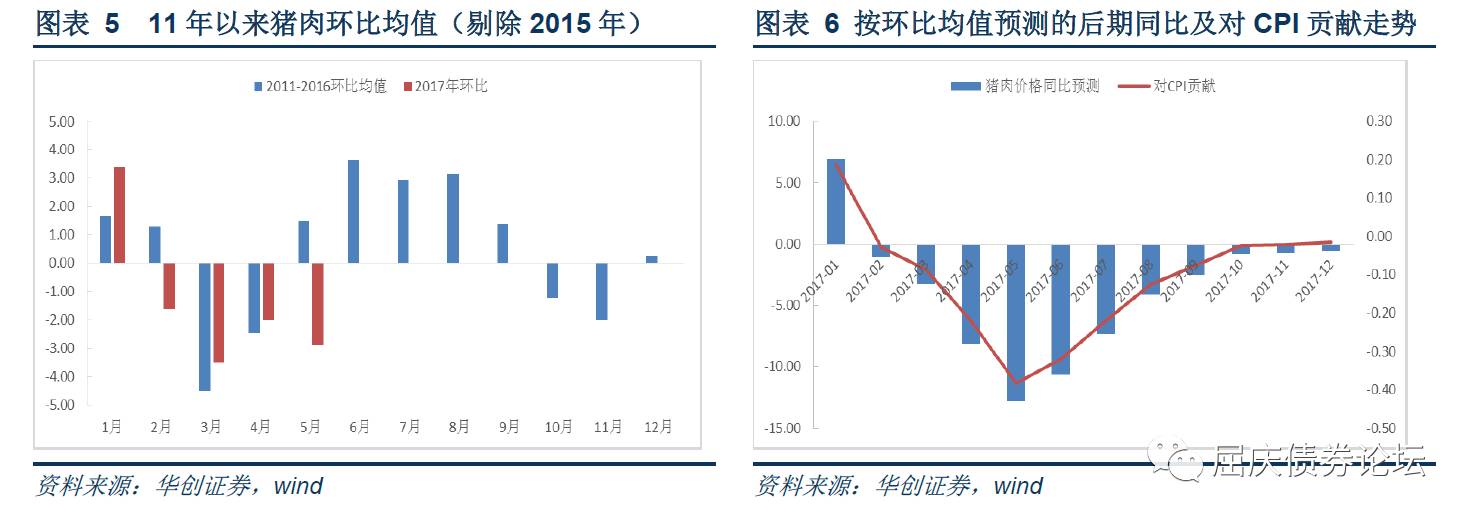 图表 5 11 年以来猪肉环比均值（剔除 2015 年）
2011-2016环比均值 2017年环比
5.00
4.00
3.00
2.00
1.00
0.00
-1.00
-2.00
-3.00
-4.00
-5.00
1月 2月 3月 4月 5月 6月 7月 8月 9月 10月 11月 12月
资料来源：华创证券，wind
图表 6 按环比均值预测的后期同比及对 CPI 贡献走势
猪肉价格同比预测 对CPI贡献
10.00
5.00
0.00
-5.00
-10.00
-15.00
0.30
0.20
0.10
0.00
-0.10
-0.20
-0.30
-0.40
-0.50
2017-01 2017-02 2017-03 2017-04 2017-05 2017-06 2017-07 2017-08 2017-09 2017-10 2017-11 2017-12
资料来源：华创证券，wind
屈庆债券论坛